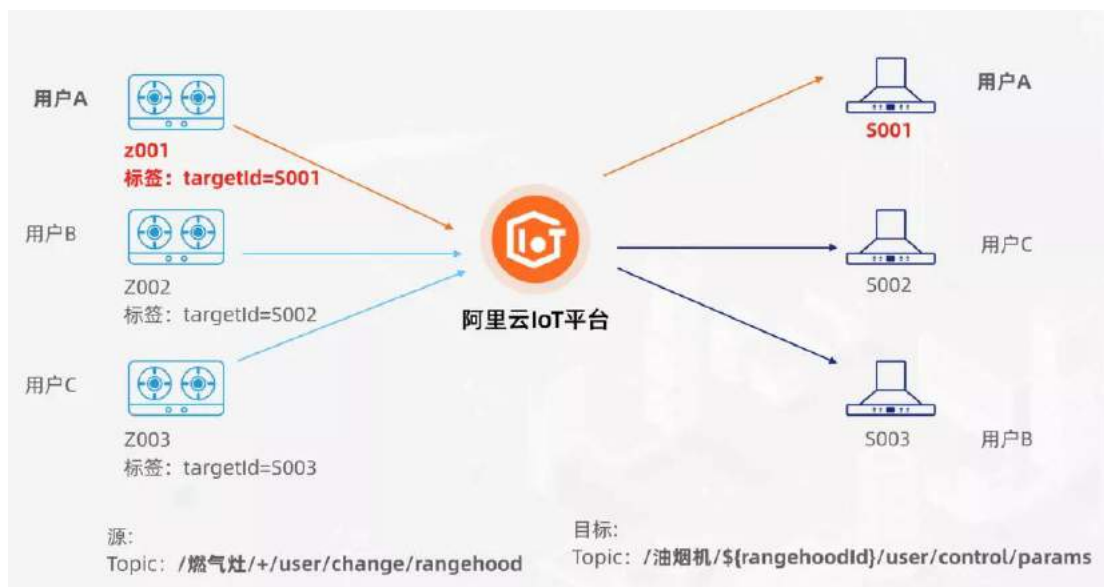 用户A
z001
标签：targetId=S001
用户B
Z002
标签：targetId=S002
用户C
Z003
标签：targetId=S003
IoT
阿里云IoT平台
用户A
S001
用户C
S002
用户B
S003
源:
Topic：/燃气灶/+/user/change/rangehood
目标:
Topic：/油烟机/${rangehoodId}/user/control/params